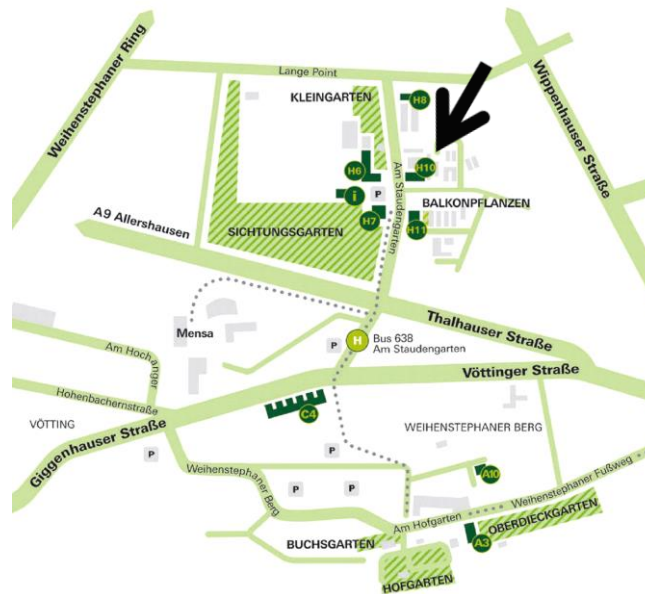 Weihenstephaner Ring
Lange Point
Wippenhauser Straße
KLEINGARTEN
H8
H6
H10
i
P
Am Staudengarten
BALKONPFLANZEN
A9 Allershausen
H7
H11
SICHTUNGSGARTEN
Thalhauser Straße
Mensa
H
Bus 638
Am Staudengarten
P
Am Hochanger
Vöttinger Straße
Hohenbachernstraße
C4
VÖTTING
WEIHENSTEPHANER BERG
Giggenhauser Straße
P
P
Weihenstephaner
Berg
A10
P
P
Weihenstephaner Fußweg
Am Hofgarten
OBERDIECKGARTEN
BUCHSGARTEN
A3
HOFGARTEN